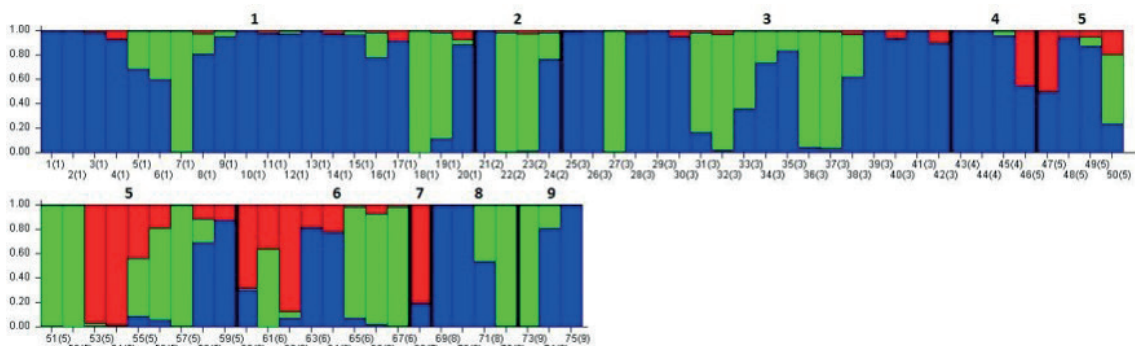 1 2 3 4 5
1.00
0.80
0.60
0.40
0.20
0.00
1(1) 3(1) 5(1) 7(1) 9(1) 11(1) 13(1) 15(1) 17(1) 19(1) 21(2) 23(2) 25(3) 27(3) 29(3) 31(3) 33(3) 35(3) 37(3) 39(3) 41(3) 43(4) 45(4) 47(5) 49(5)
2(1) 4(1) 6(1) 8(1) 10(1) 12(1) 14(1) 16(1) 18(1) 20(1) 22(2) 24(2) 26(3) 28(3) 30(3) 32(3) 34(3) 36(3) 38(3) 40(3) 42(3) 44(4) 46(4) 48(5) 50(5)
5 6 7 8 9
1.00
0.80
0.60
0.40
0.20
0.00
51(5) 53(5) 55(5) 57(5) 59(5) 61(6) 63(6) 65(6) 67(6) 69(8) 71(8) 73(9) 75(9)